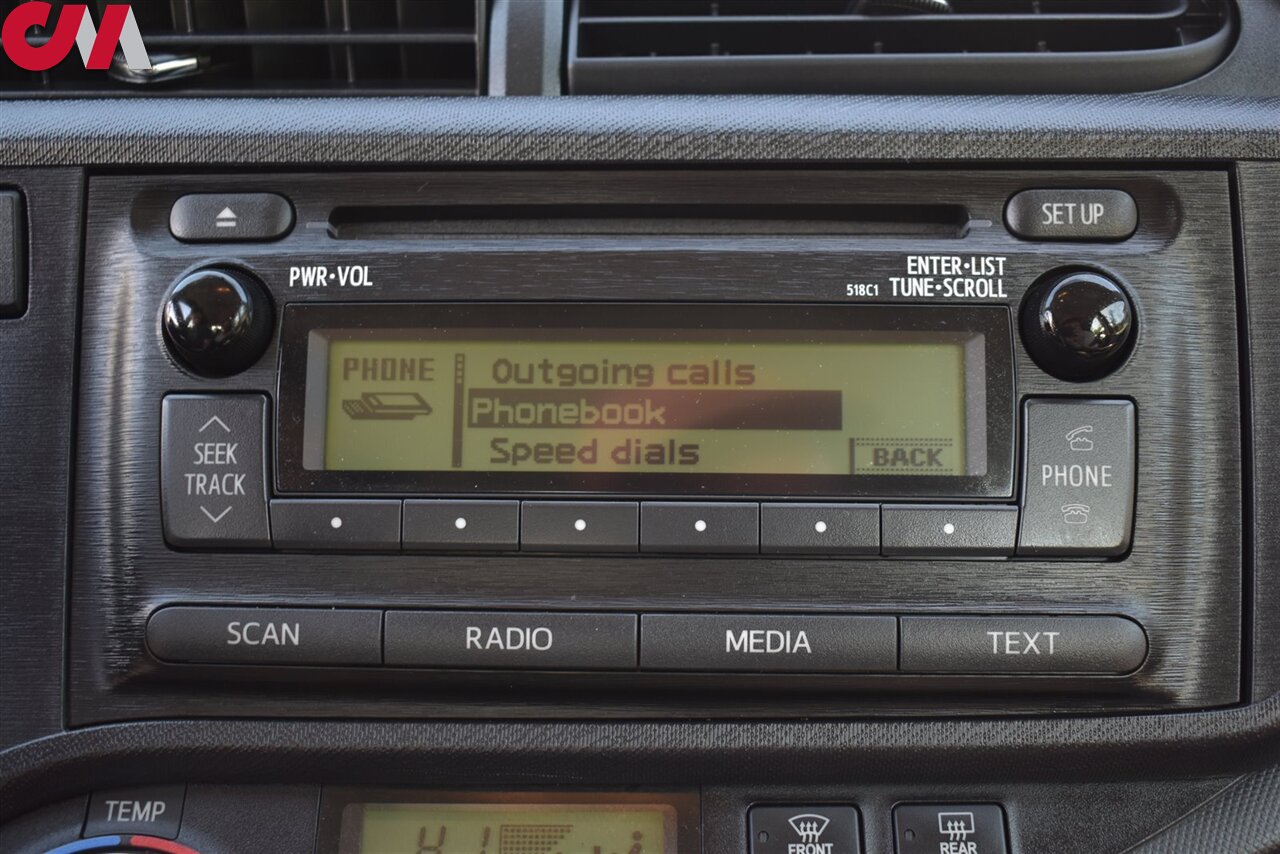 CM
SET UP
PWR•VOL
ENTER•LIST
518C1 TUNE•SCROLL
PHONE
Outgoing calls
Phonebook
Speed dials
BACK
SEEK
TRACK
PHONE
SCAN
RADIO
MEDIA
TEXT
TEMP
FRONT
REAR